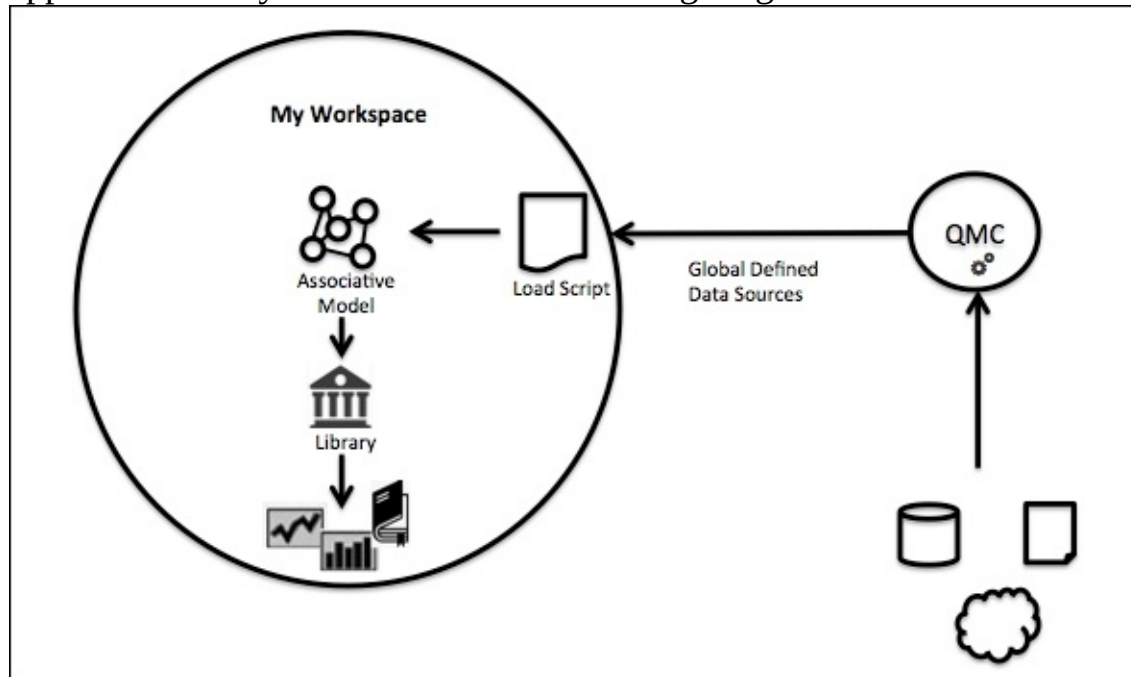 My Workspace
QMC
Global Defined
Data Sources
Associative
Model
Load Script
Library